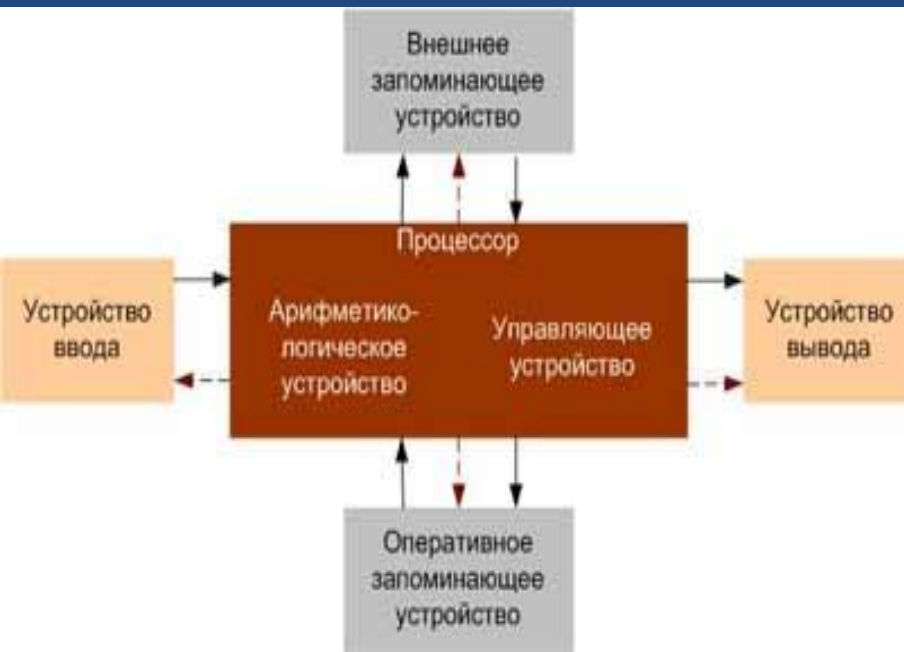 Внешнее
запоминающее
устройство
Процессор
Устройство
ввода
Арифметико-
логическое
устройство
Управляющее
устройство
Устройство
вывода
Оперативное
запоминающее
устройство